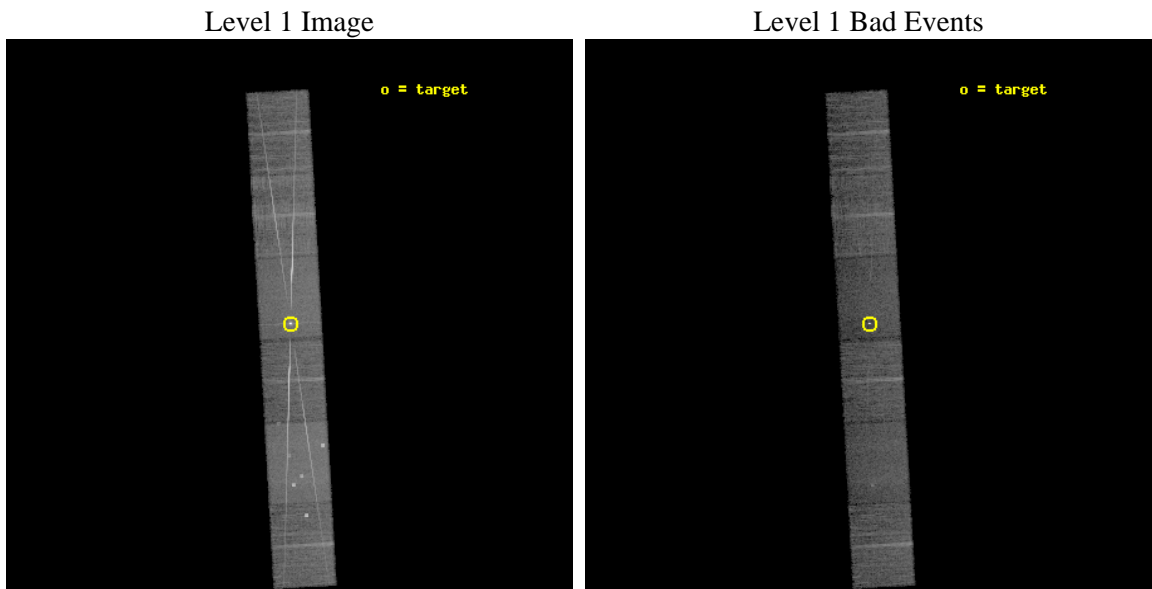 Level 1 Image
Level 1 Bad Events
o = target
o = target